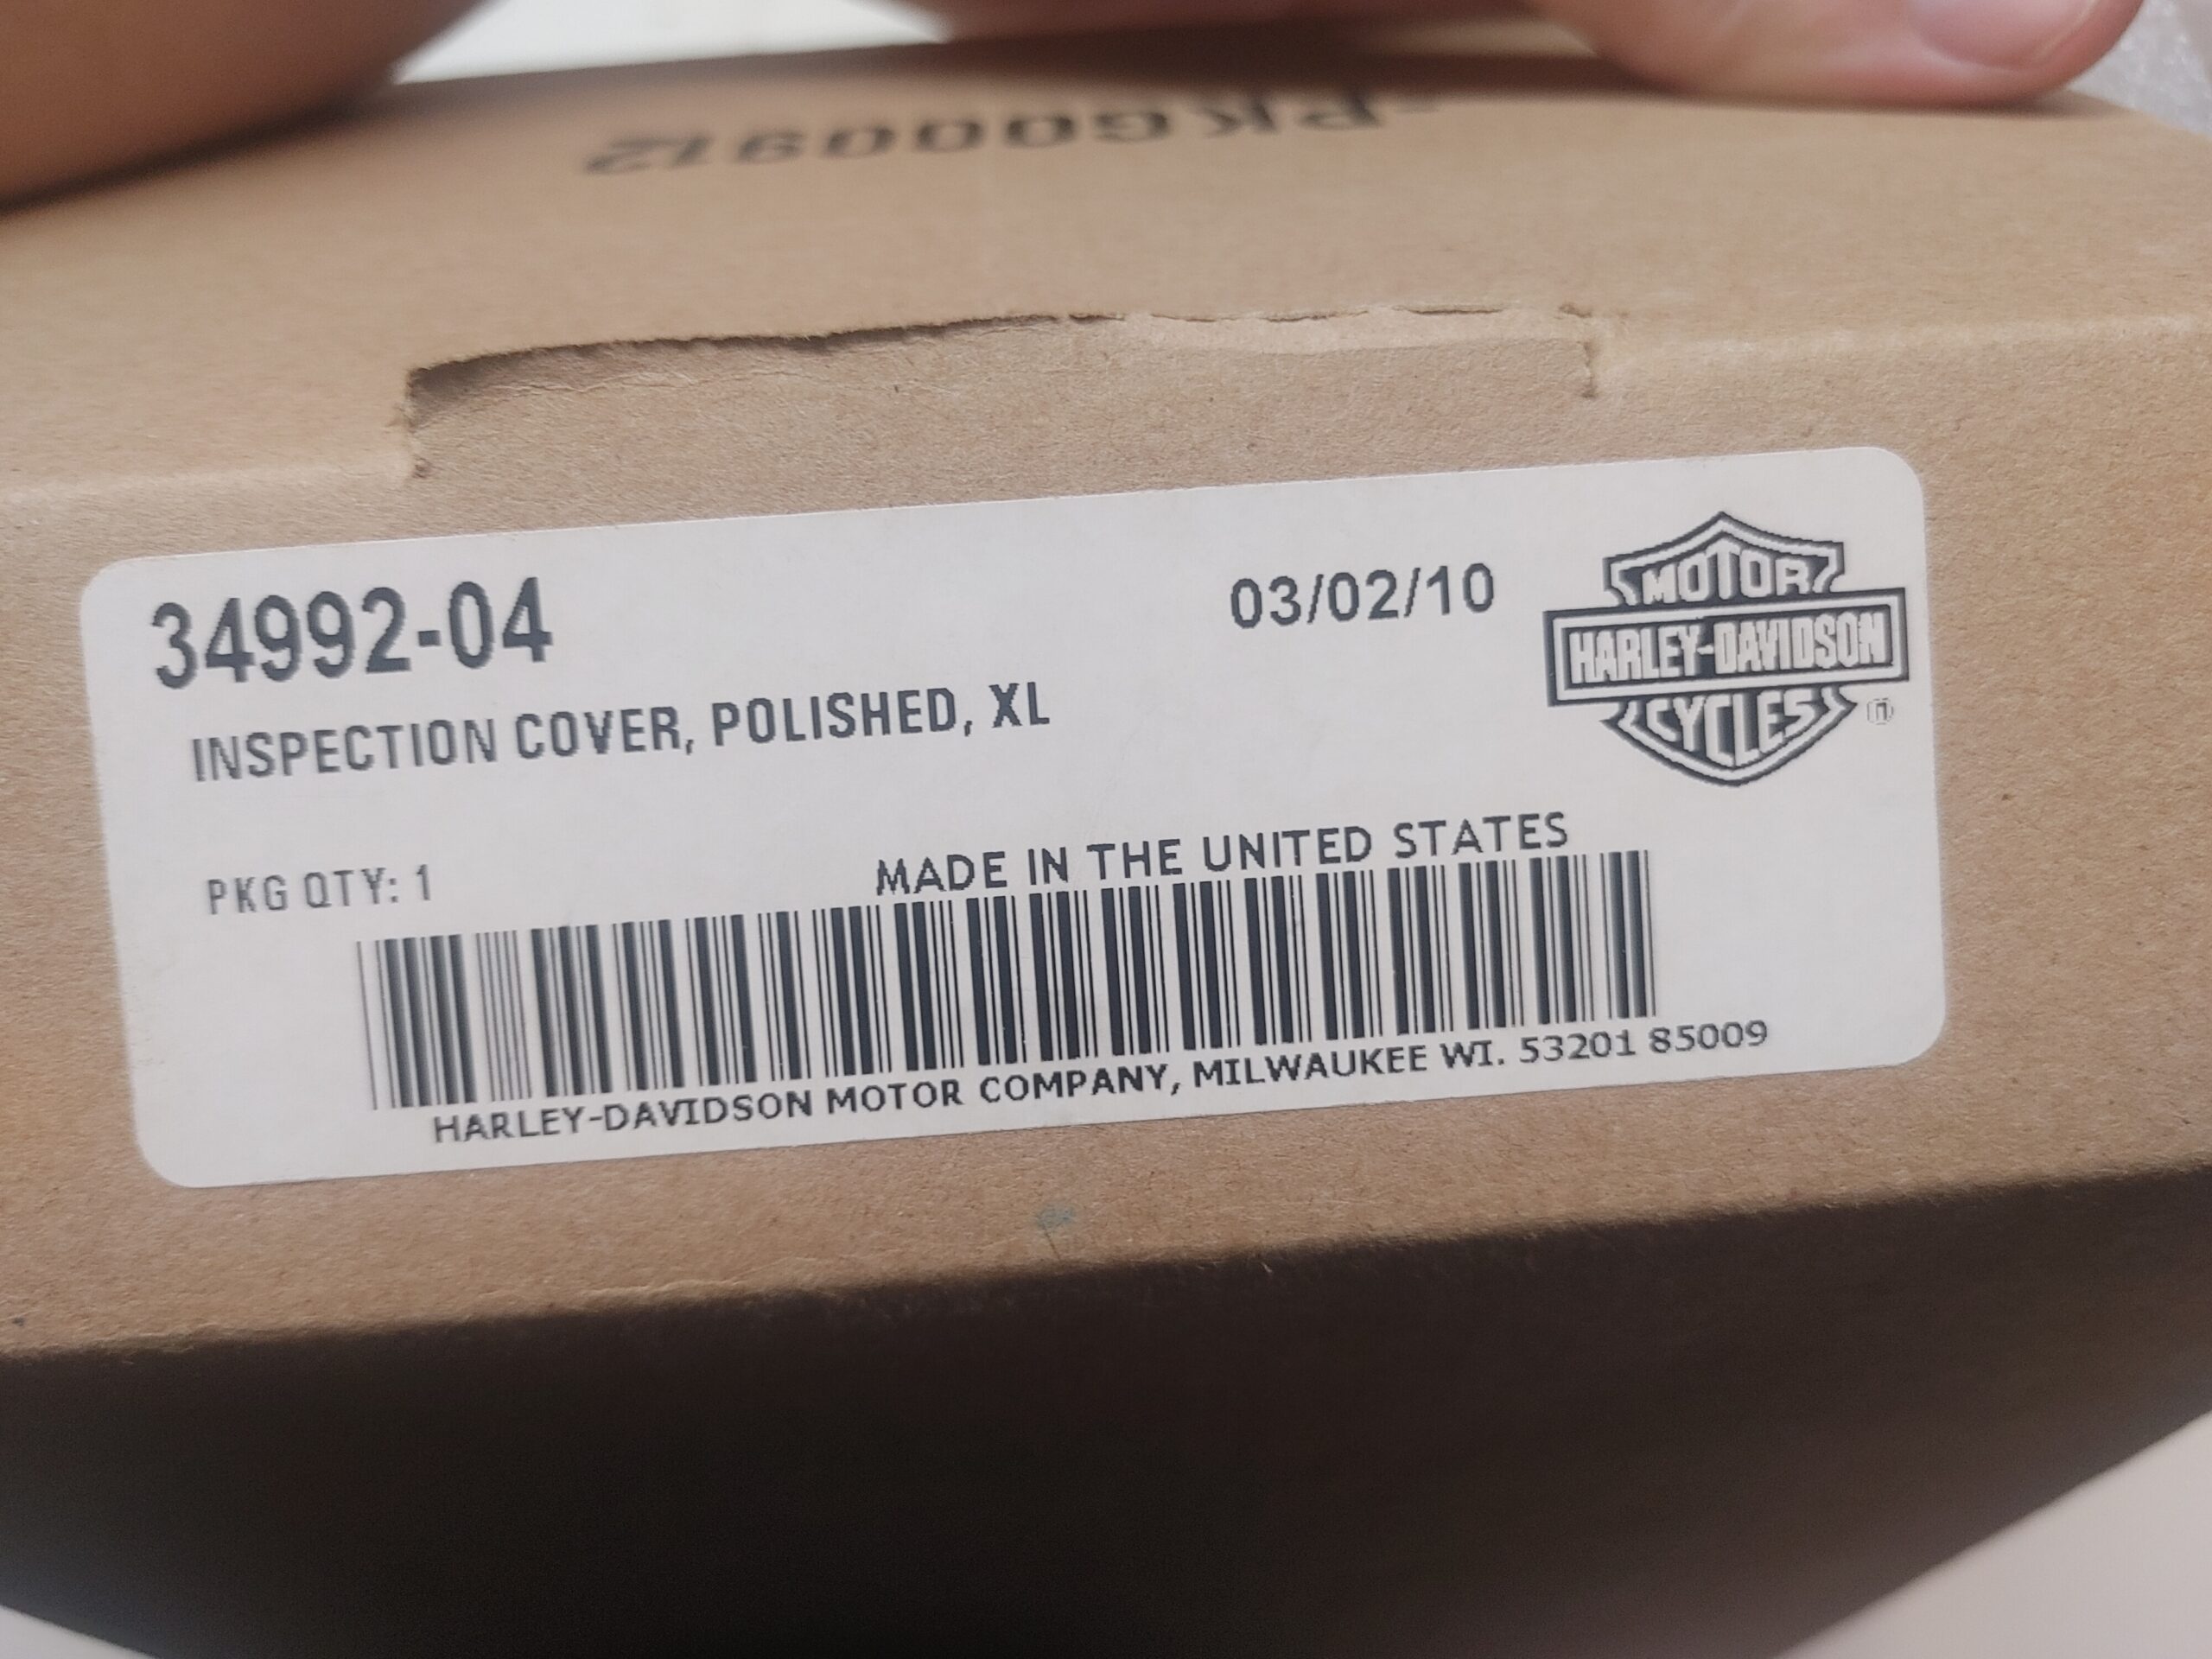 -PKG000912
34992-04
03/02/10
INSPECTION COVER, POLISHED, XL
MOTOR
HARLEY-DAVIDSON
CYCLES
®
PKG QTY: 1
MADE IN THE UNITED STATES
HARLEY-DAVIDSON MOTOR COMPANY, MILWAUKEE WI. 53201 85009